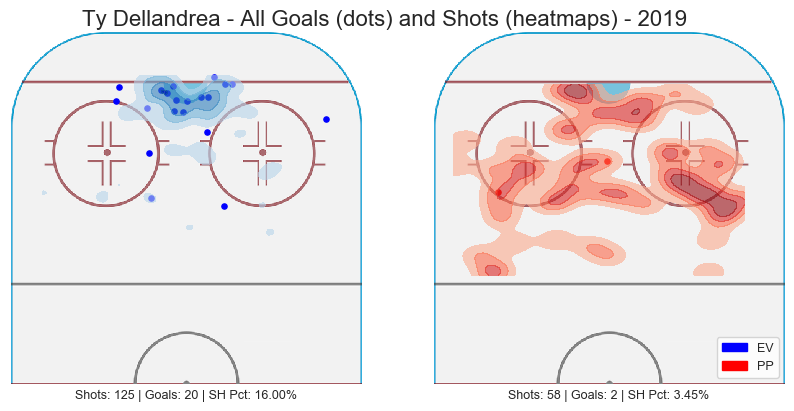 Ty Dellandrea - All Goals (dots) and Shots (heatmaps) - 2019
EV
PP
Shots: 125 | Goals: 20 | SH Pct: 16.00%
Shots: 58 | Goals: 2 | SH Pct: 3.45%